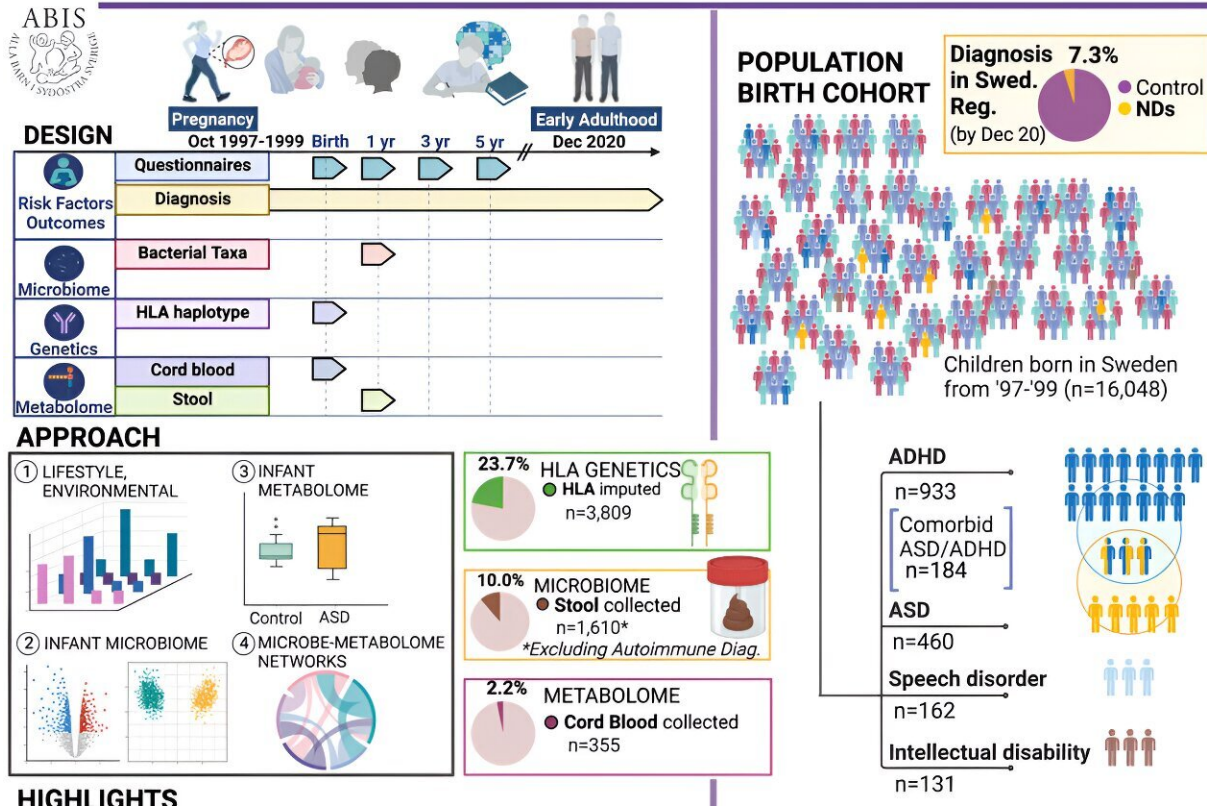 ABIS
ALLA BARN I SYDÖSTRA SVERIGE
Pregnancy
Early Adulthood
DESIGN
Oct 1997-1999 Birth 1 yr 3 yr 5 yr // Dec 2020
Risk Factors
Outcomes
Questionnaires
Diagnosis
Microbiome
Bacterial Taxa
Genetics
HLA haplotype
Metabolome
Cord blood
Stool
APPROACH
1 LIFESTYLE,
ENVIRONMENTAL
3 INFANT
METABOLOME
Control ASD
2 INFANT MICROBIOME
4 MICROBE-METABOLOME
NETWORKS
23.7%
HLA GENETICS
HLA imputed
n=3,809
10.0%
MICROBIOME
Stool collected
n=1,610*
*Excluding Autoimmune Diag.
2.2%
METABOLOME
Cord Blood collected
n=355
POPULATION
BIRTH COHORT
Diagnosis 7.3%
in Swed.
Reg.
(by Dec 20)
Control
NDs
Children born in Sweden
from '97-'99 (n=16,048)
ADHD
n=933
[Comorbid
ASD/ADHD
n=184]
ASD
n=460
Speech disorder
n=162
Intellectual disability
n=131
HIGHLIGHTS